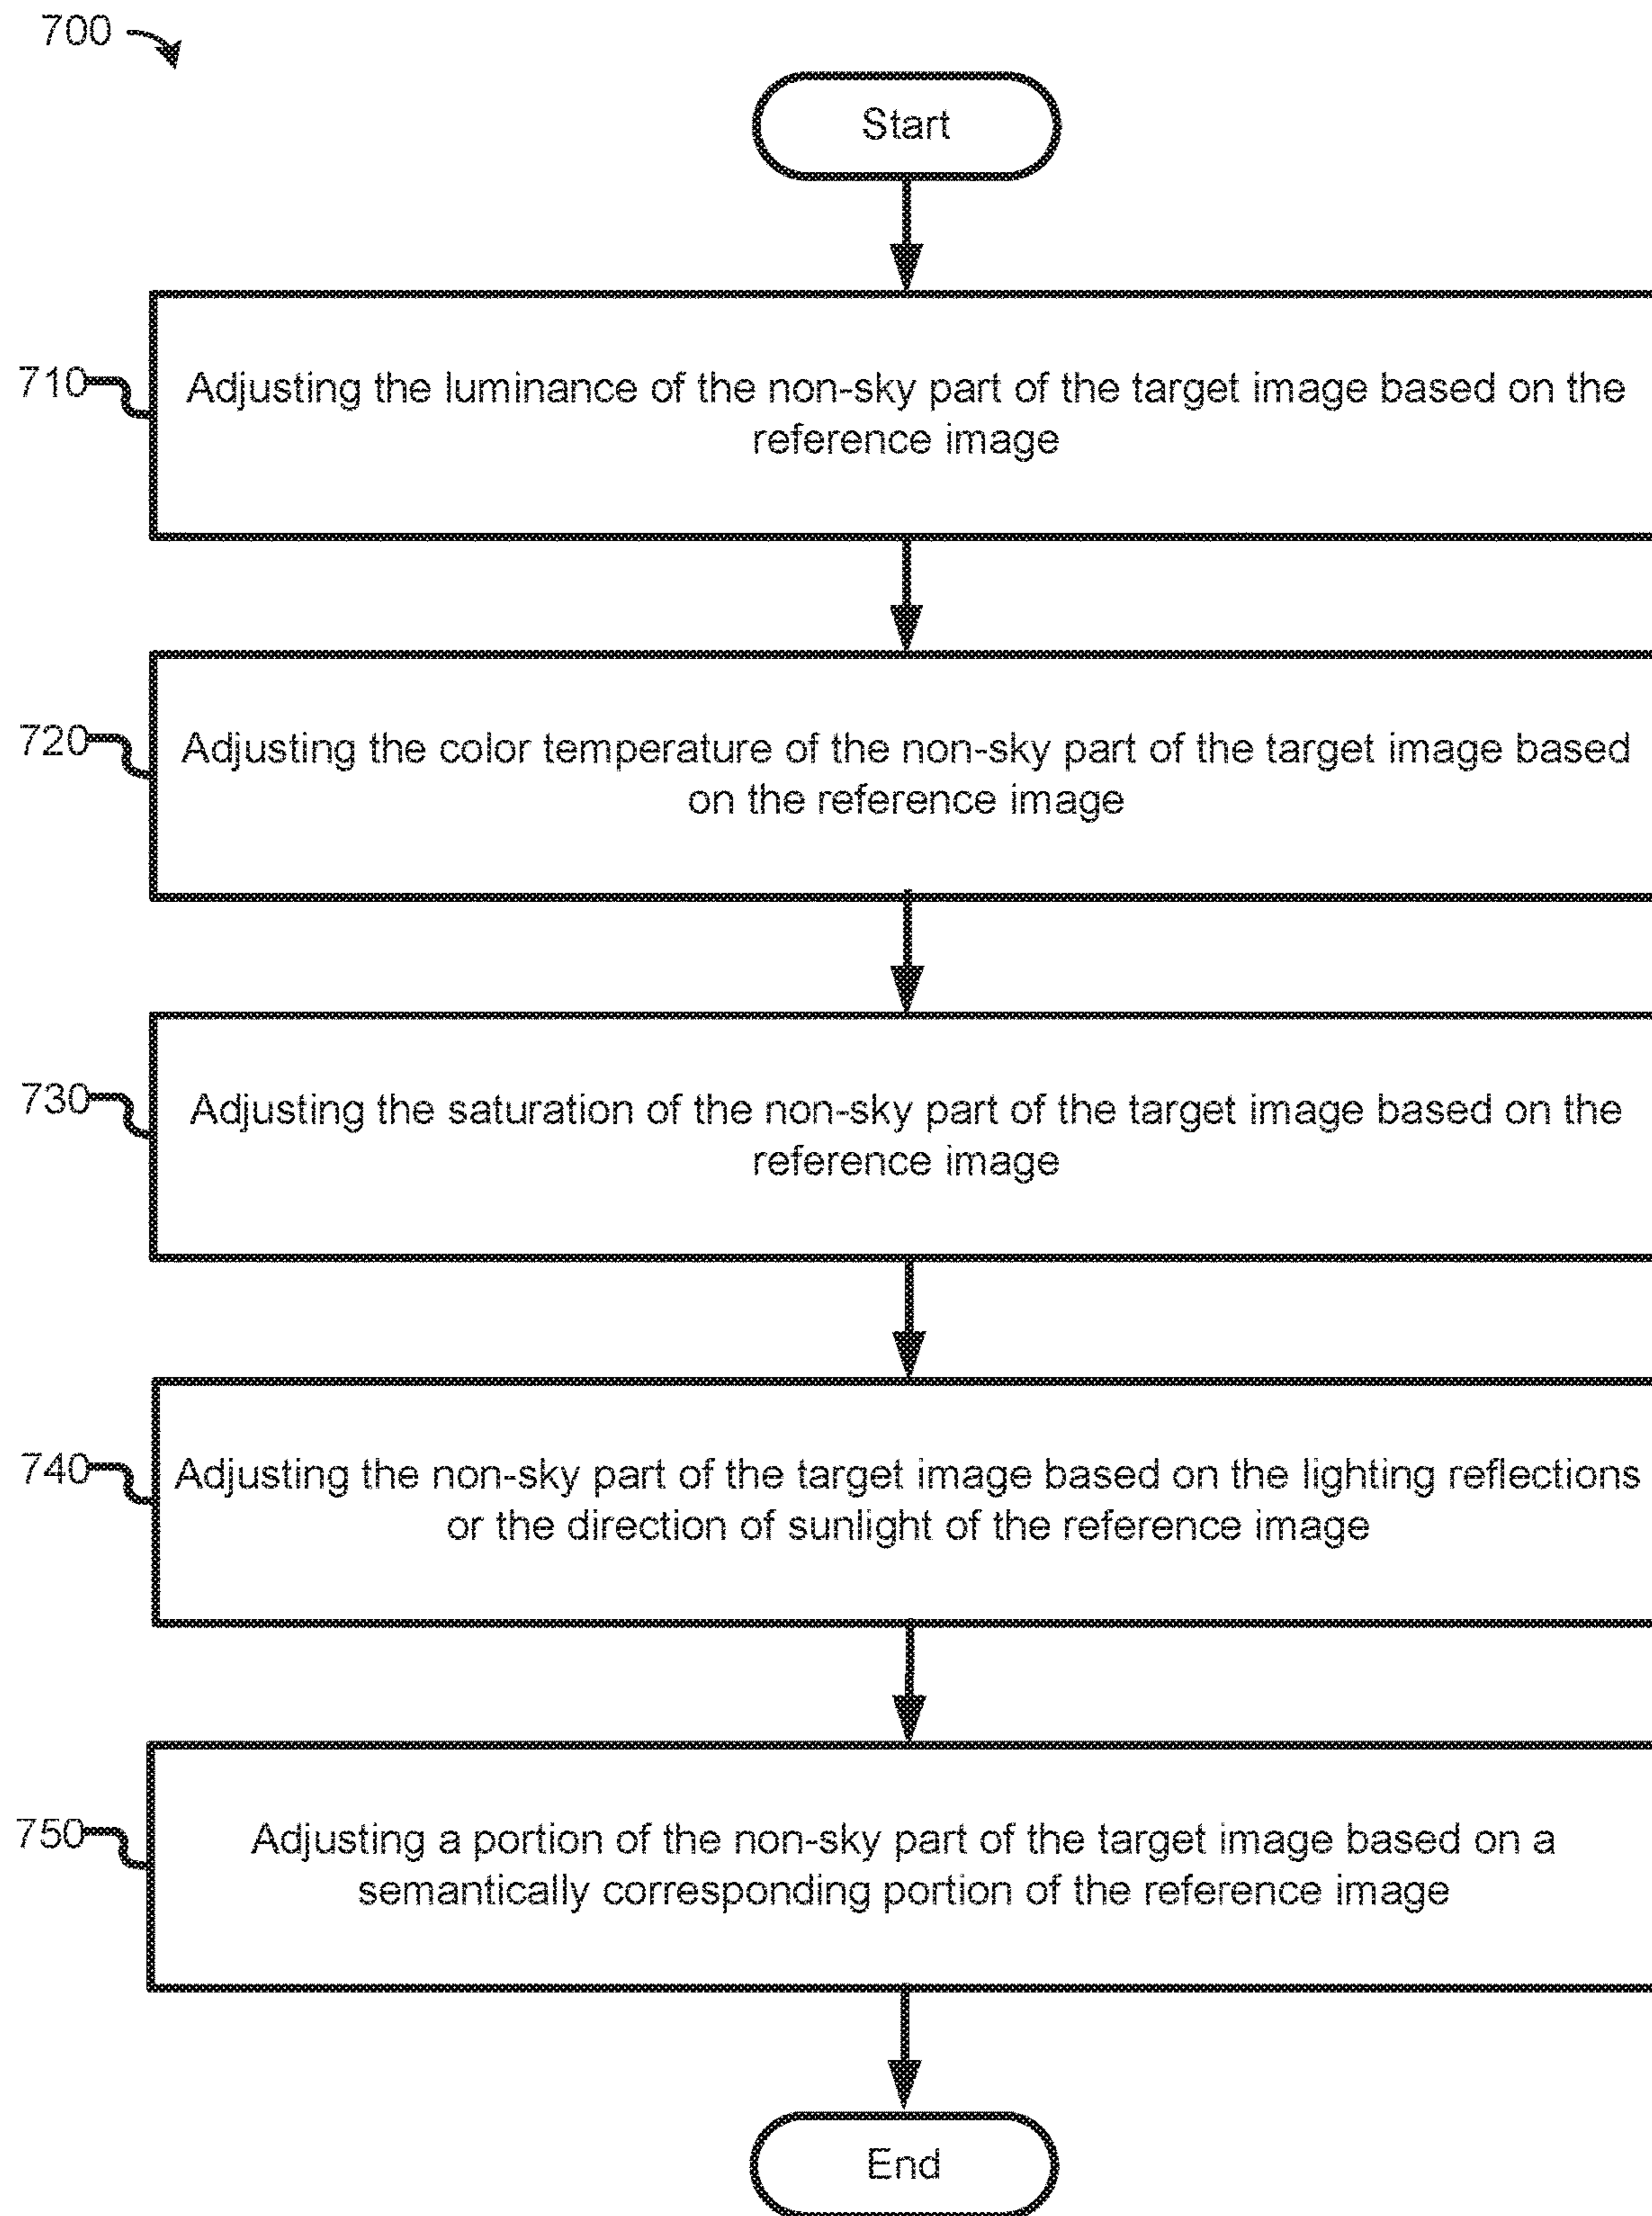 700
Start
710
Adjusting the luminance of the non-sky part of the target image based on the
reference image
720
Adjusting the color temperature of the non-sky part of the target image based
on the reference image
730
Adjusting the saturation of the non-sky part of the target image based on the
reference image
740
Adjusting the non-sky part of the target image based on the lighting reflections
or the direction of sunlight of the reference image
750
Adjusting a portion of the non-sky part of the target image based on a
semantically corresponding portion of the reference image
End